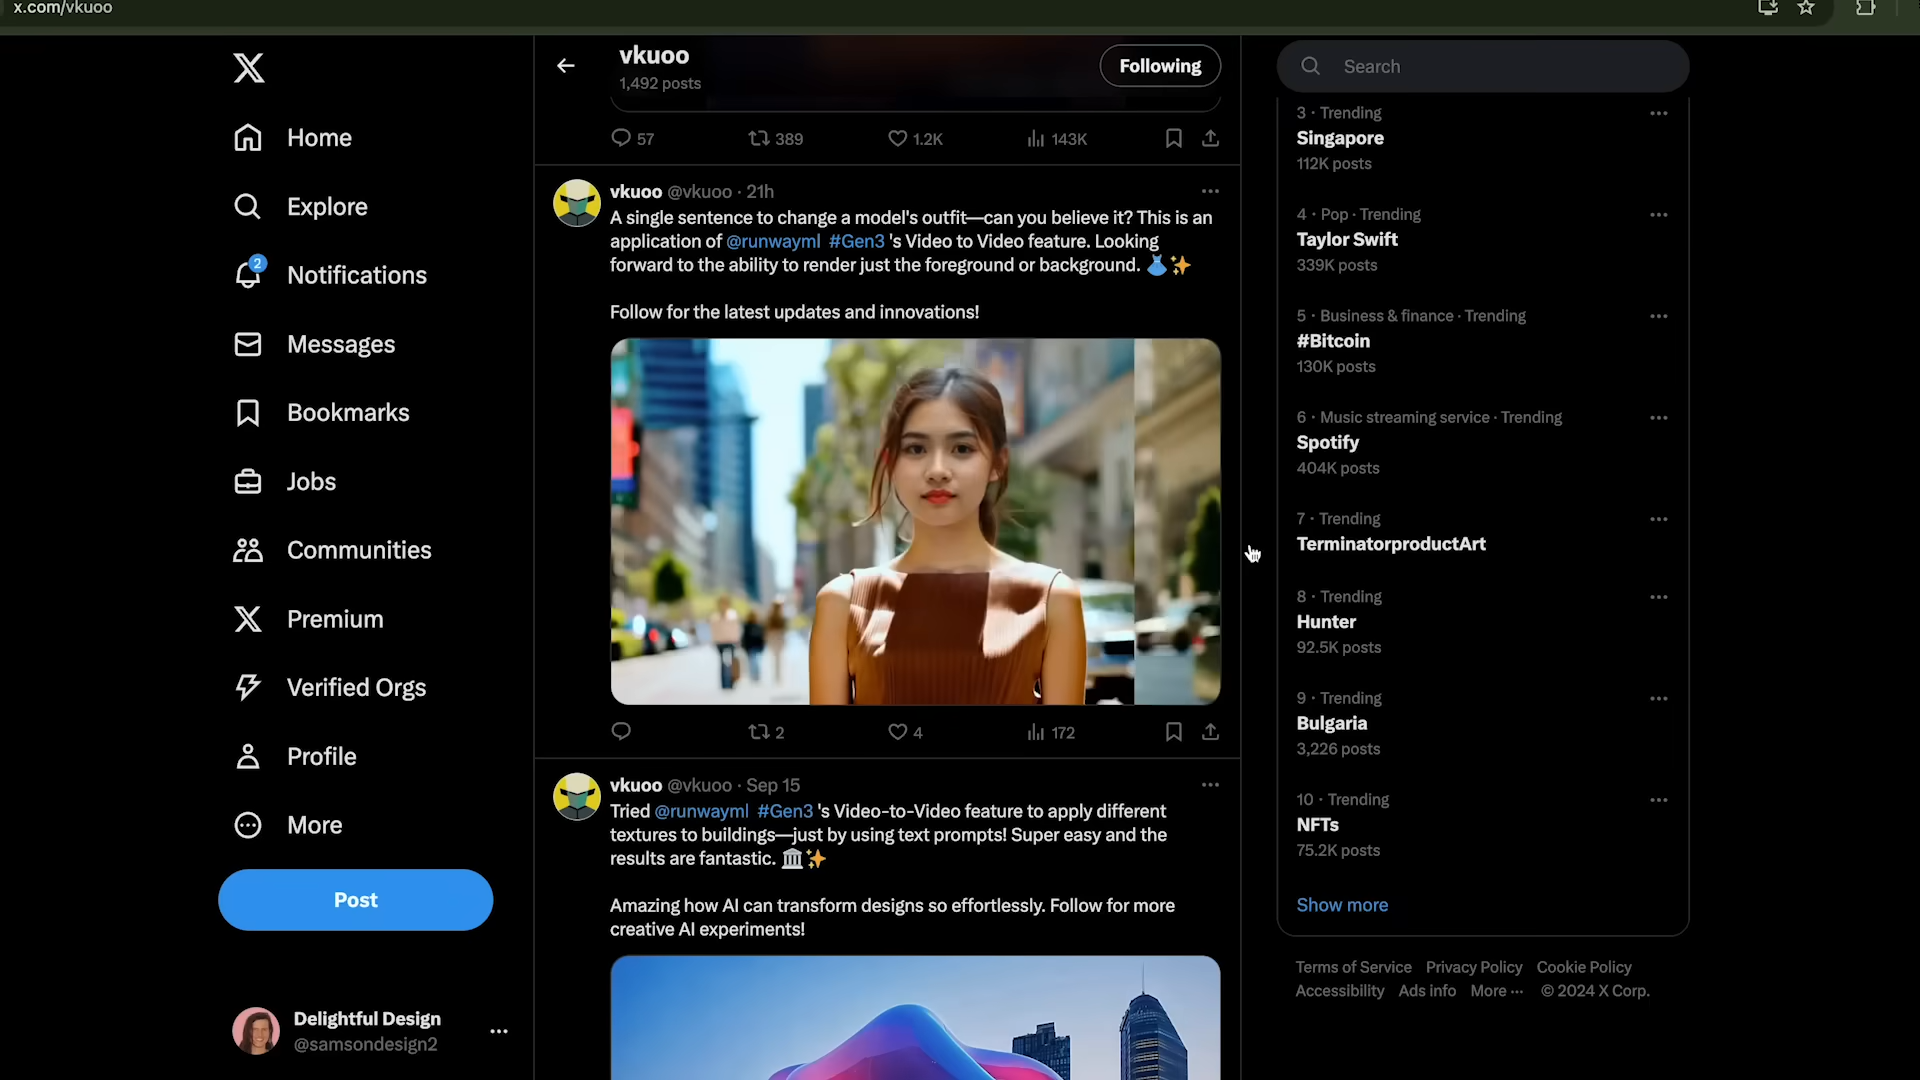 x.com/vkuoo
Home
Explore
2
Notifications
Messages
Bookmarks
Jobs
Communities
Premium
Verified Orgs
Profile
More
Post
Delightful Design
@samsondesign2
vkuoo
1,492 posts
Following
57 389 1.2K 143K
vkuoo @vkuoo · 21h
A single sentence to change a model's outfit—can you believe it? This is an
application of @runwayml #Gen3 's Video to Video feature. Looking
forward to the ability to render just the foreground or background. 👗✨
Follow for the latest updates and innovations!
2 4 172
vkuoo @vkuoo · Sep 15
Tried @runwayml #Gen3 's Video-to-Video feature to apply different
textures to buildings—just by using text prompts! Super easy and the
results are fantastic. 🏛️✨
Amazing how AI can transform designs so effortlessly. Follow for more
creative AI experiments!
Search
3 · Trending
Singapore
112K posts
4 · Pop · Trending
Taylor Swift
339K posts
5 · Business & finance · Trending
#Bitcoin
130K posts
6 · Music streaming service · Trending
Spotify
404K posts
7 · Trending
TerminatorproductArt
8 · Trending
Hunter
92.5K posts
9 · Trending
Bulgaria
3,226 posts
10 · Trending
NFTs
75.2K posts
Show more
Terms of Service Privacy Policy Cookie Policy
Accessibility Ads info More ··· © 2024 X Corp.